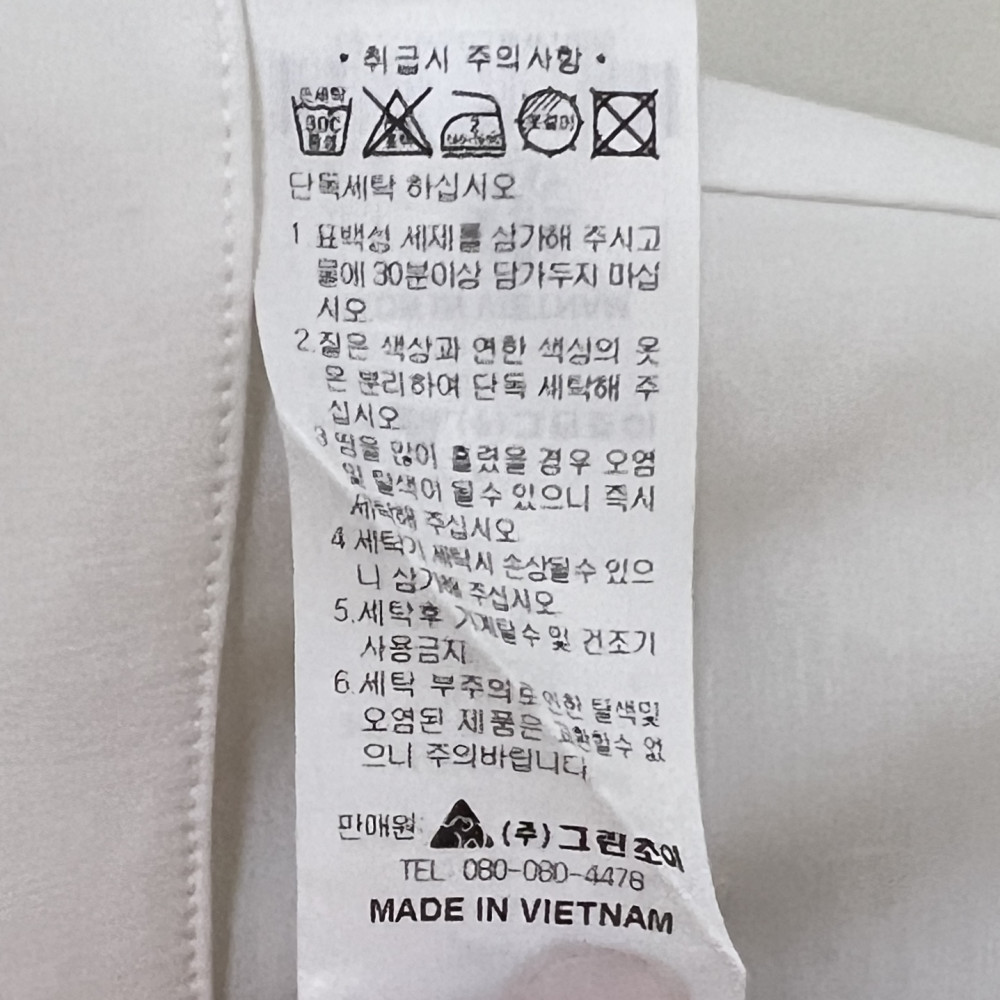 • 취급시 주의사항 •
손세탁
30C
중성
단독세탁 하십시오
1 표백성 세제를 삼가해 주시고
물에 30분이상 담가두지 마십
시오
2.짙은 색상과 연한 색상의 옷
은 분리하여 단독 세탁해 주
십시오
3 땀을 많이 흘렸을 경우 오염
및 탈색이 될수 있으니 즉시
세탁해 주십시오
4 세탁기 세탁시 손상될수 있으
니 삼가해 주십시오
5.세탁후 기계탈수 및 건조기
사용금지
6.세탁 부주의로인한 탈색및
오염된 제품은 교환할수 없
으니 주의바랍니다
판매원 (주)그린조이
TEL 080-080-4478
MADE IN VIETNAM